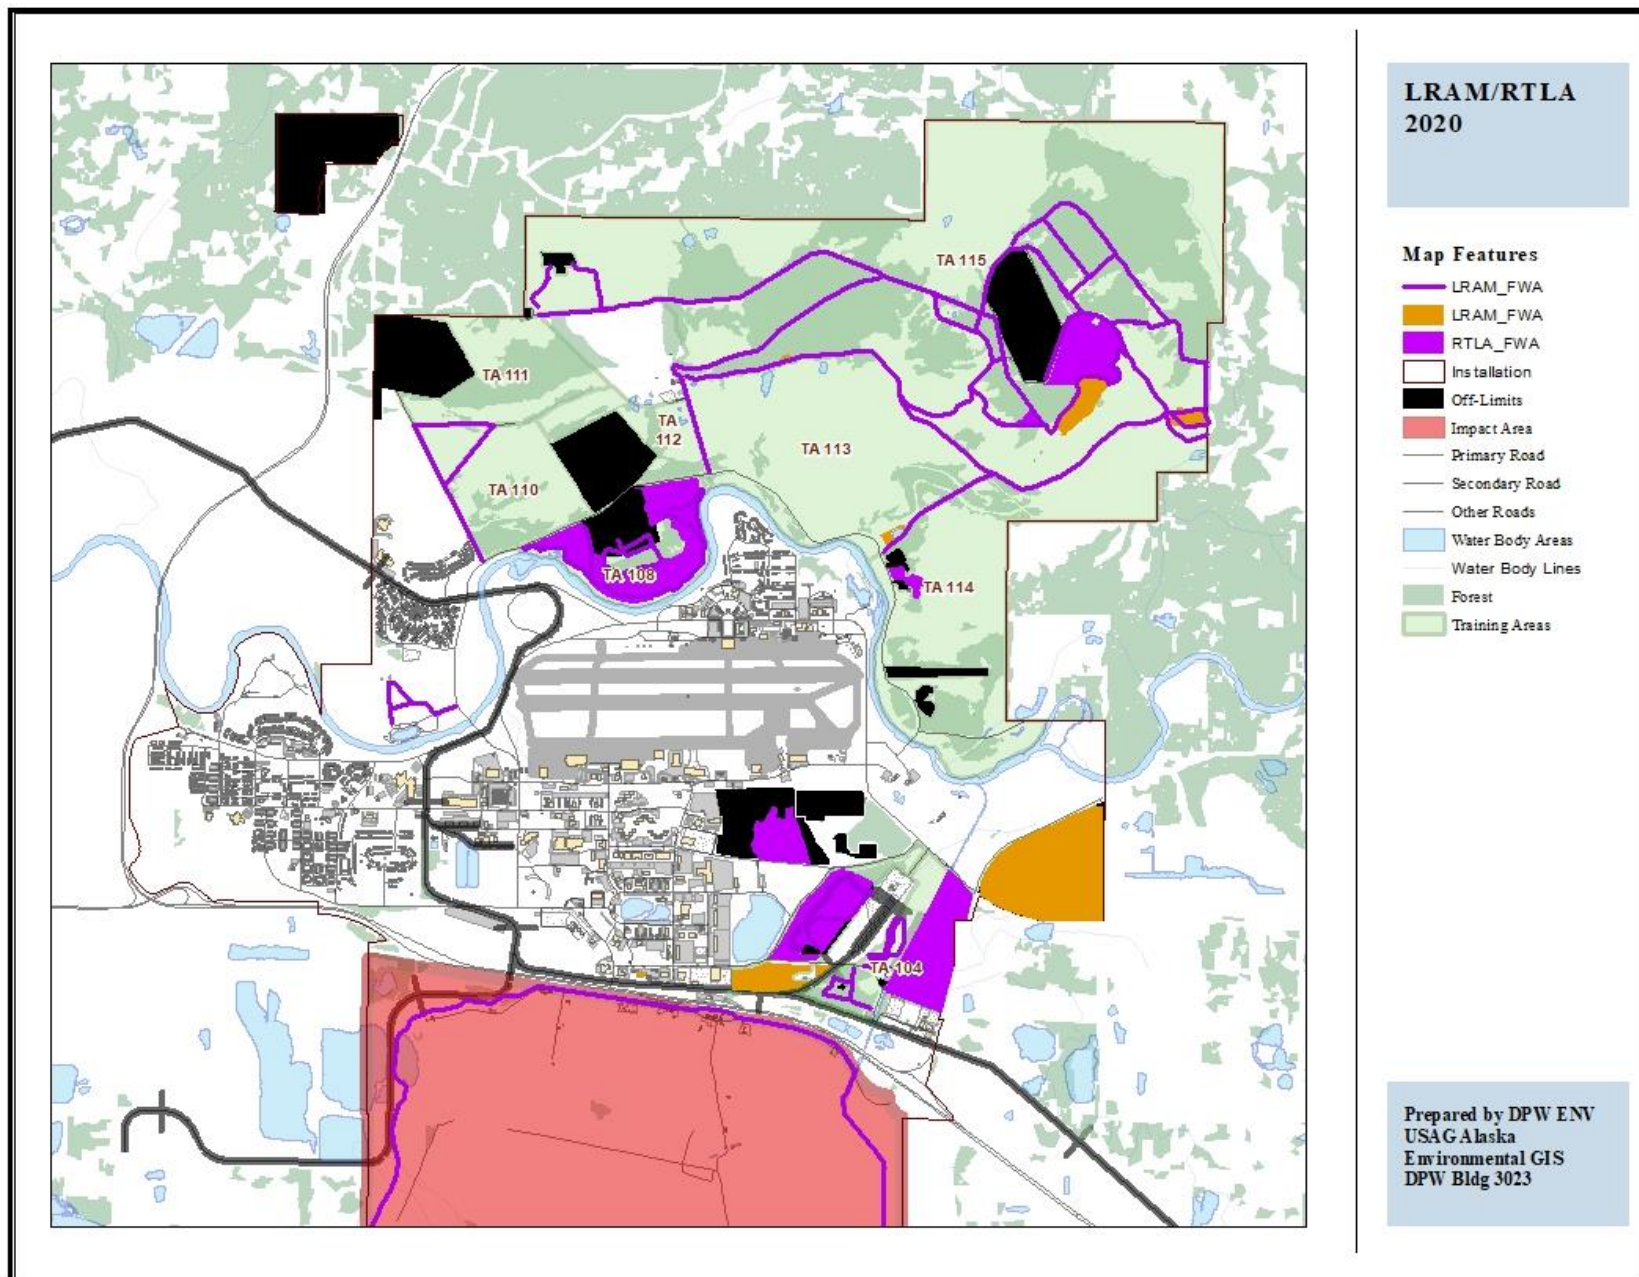 LRAM/RTLA
2020
Map Features
LRAM_FWA
LRAM_FWA
RTLA_FWA
Installation
Off-Limits
Impact Area
Primary Road
Secondary Road
Other Roads
Water Body Areas
Water Body Lines
Forest
Training Areas
TA 115
TA 111
TA
112
TA 113
TA 110
TA 108
TA 114
TA 104
Prepared by DPW ENV
USAG Alaska
Environmental GIS
DPW Bldg 3023